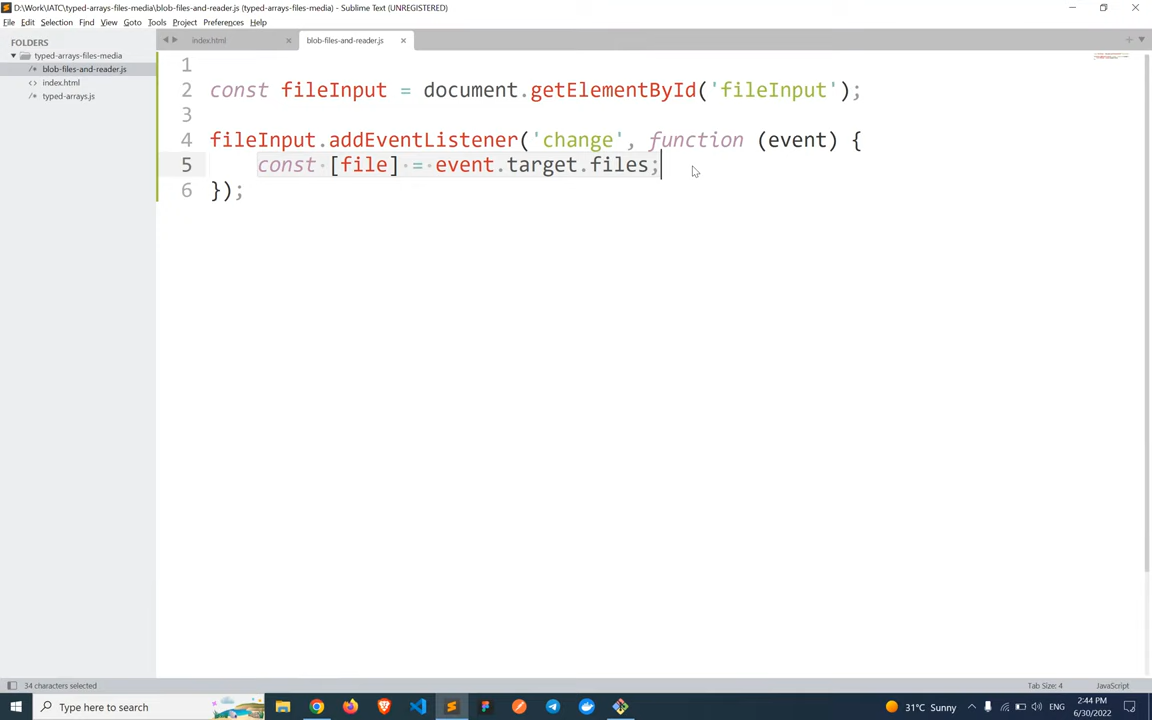 D:\Work\IATC\typed-arrays-files-media\blob-files-and-reader.js (typed-arrays-files-media) - Sublime Text (UNREGISTERED)
File Edit Selection Find View Goto Tools Project Preferences Help
FOLDERS
typed-arrays-files-media
blob-files-and-reader.js
index.html
typed-arrays.js
index.html
blob-files-and-reader.js
1
2 const fileInput = document.getElementById('fileInput');
3
4 fileInput.addEventListener('change', function (event) {
5 const [file] = event.target.files;
6 });
34 characters selected
Tab Size: 4
JavaScript
Type here to search
31°C Sunny
ENG
2:44 PM
6/30/2022